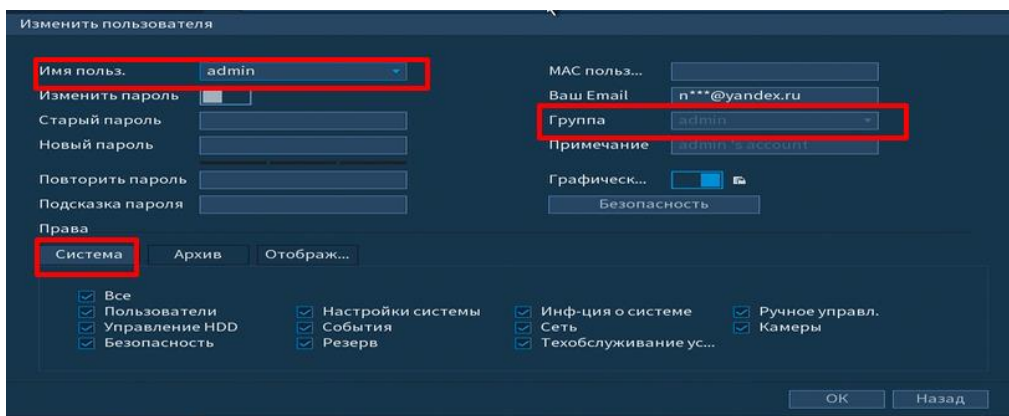 Изменить пользователя
Имя польз. admin
МАС польз...
Изменить пароль
Ваш Email n***@yandex.ru
Старый пароль
Группа admin
Новый пароль
Примечание admin 's account
Повторить пароль
Графическ...
Подсказка пароля
Безопасность
Права
Система Архив Отображ...
Все
Пользователи Настройки системы Инф-ция о системе Ручное управл.
Управление HDD События Сеть Камеры
Безопасность Резерв Техобслуживание ус...
ОК Назад